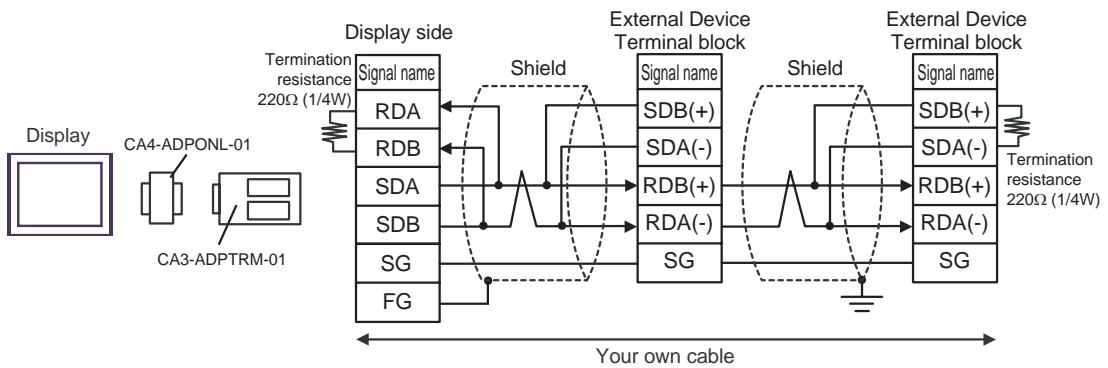 Display
CA4-ADPONL-01
CA3-ADPTRM-01
Termination
resistance
220Ω (1/4W)
Display side
Signal name
RDA
RDB
SDA
SDB
SG
FG
Shield
External Device
Terminal block
Signal name
SDB(+)
SDA(-)
RDB(+)
RDA(-)
SG
Shield
External Device
Terminal block
Signal name
SDB(+)
SDA(-)
RDB(+)
RDA(-)
SG
Termination
resistance
220Ω (1/4W)
Your own cable